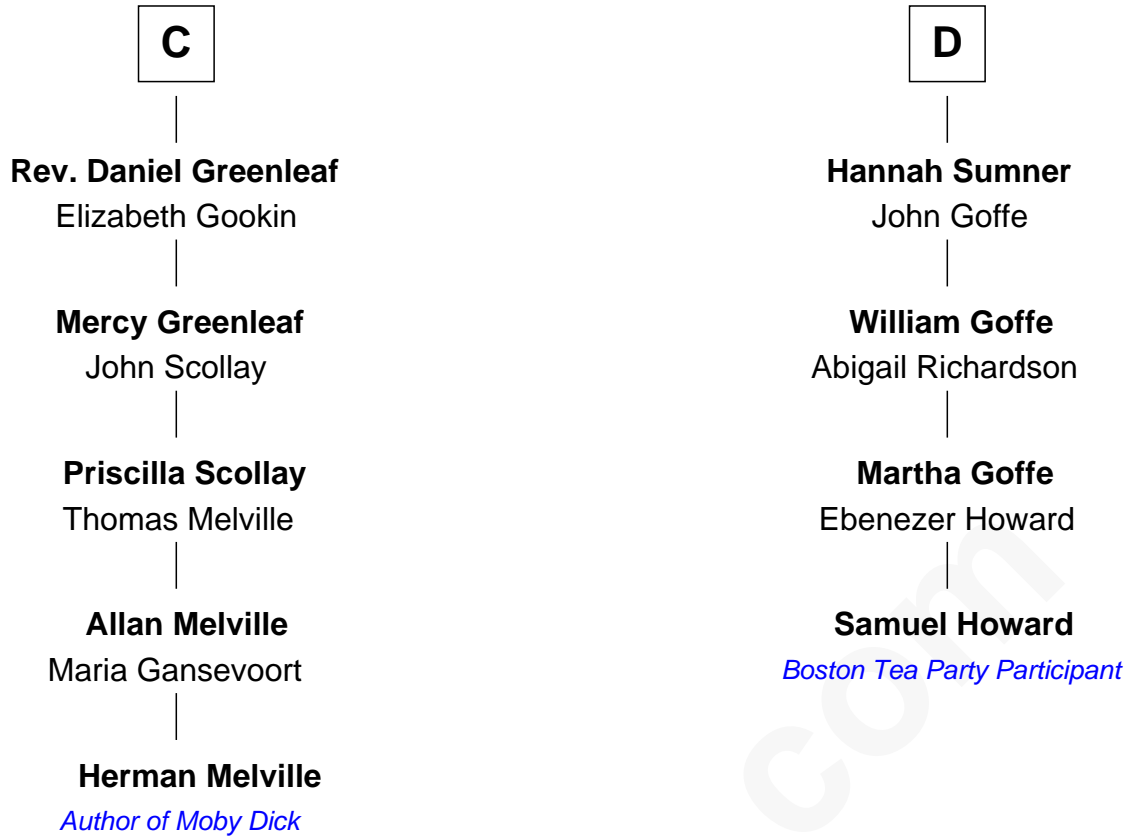 C
Rev. Daniel Greenleaf
Elizabeth Gookin
Mercy Greenleaf
John Scollay
Priscilla Scollay
Thomas Melville
Allan Melville
Maria Gansevoort
Herman Melville
Author of Moby Dick
D
Hannah Sumner
John Goffe
William Goffe
Abigail Richardson
Martha Goffe
Ebenezer Howard
Samuel Howard
Boston Tea Party Participant
com